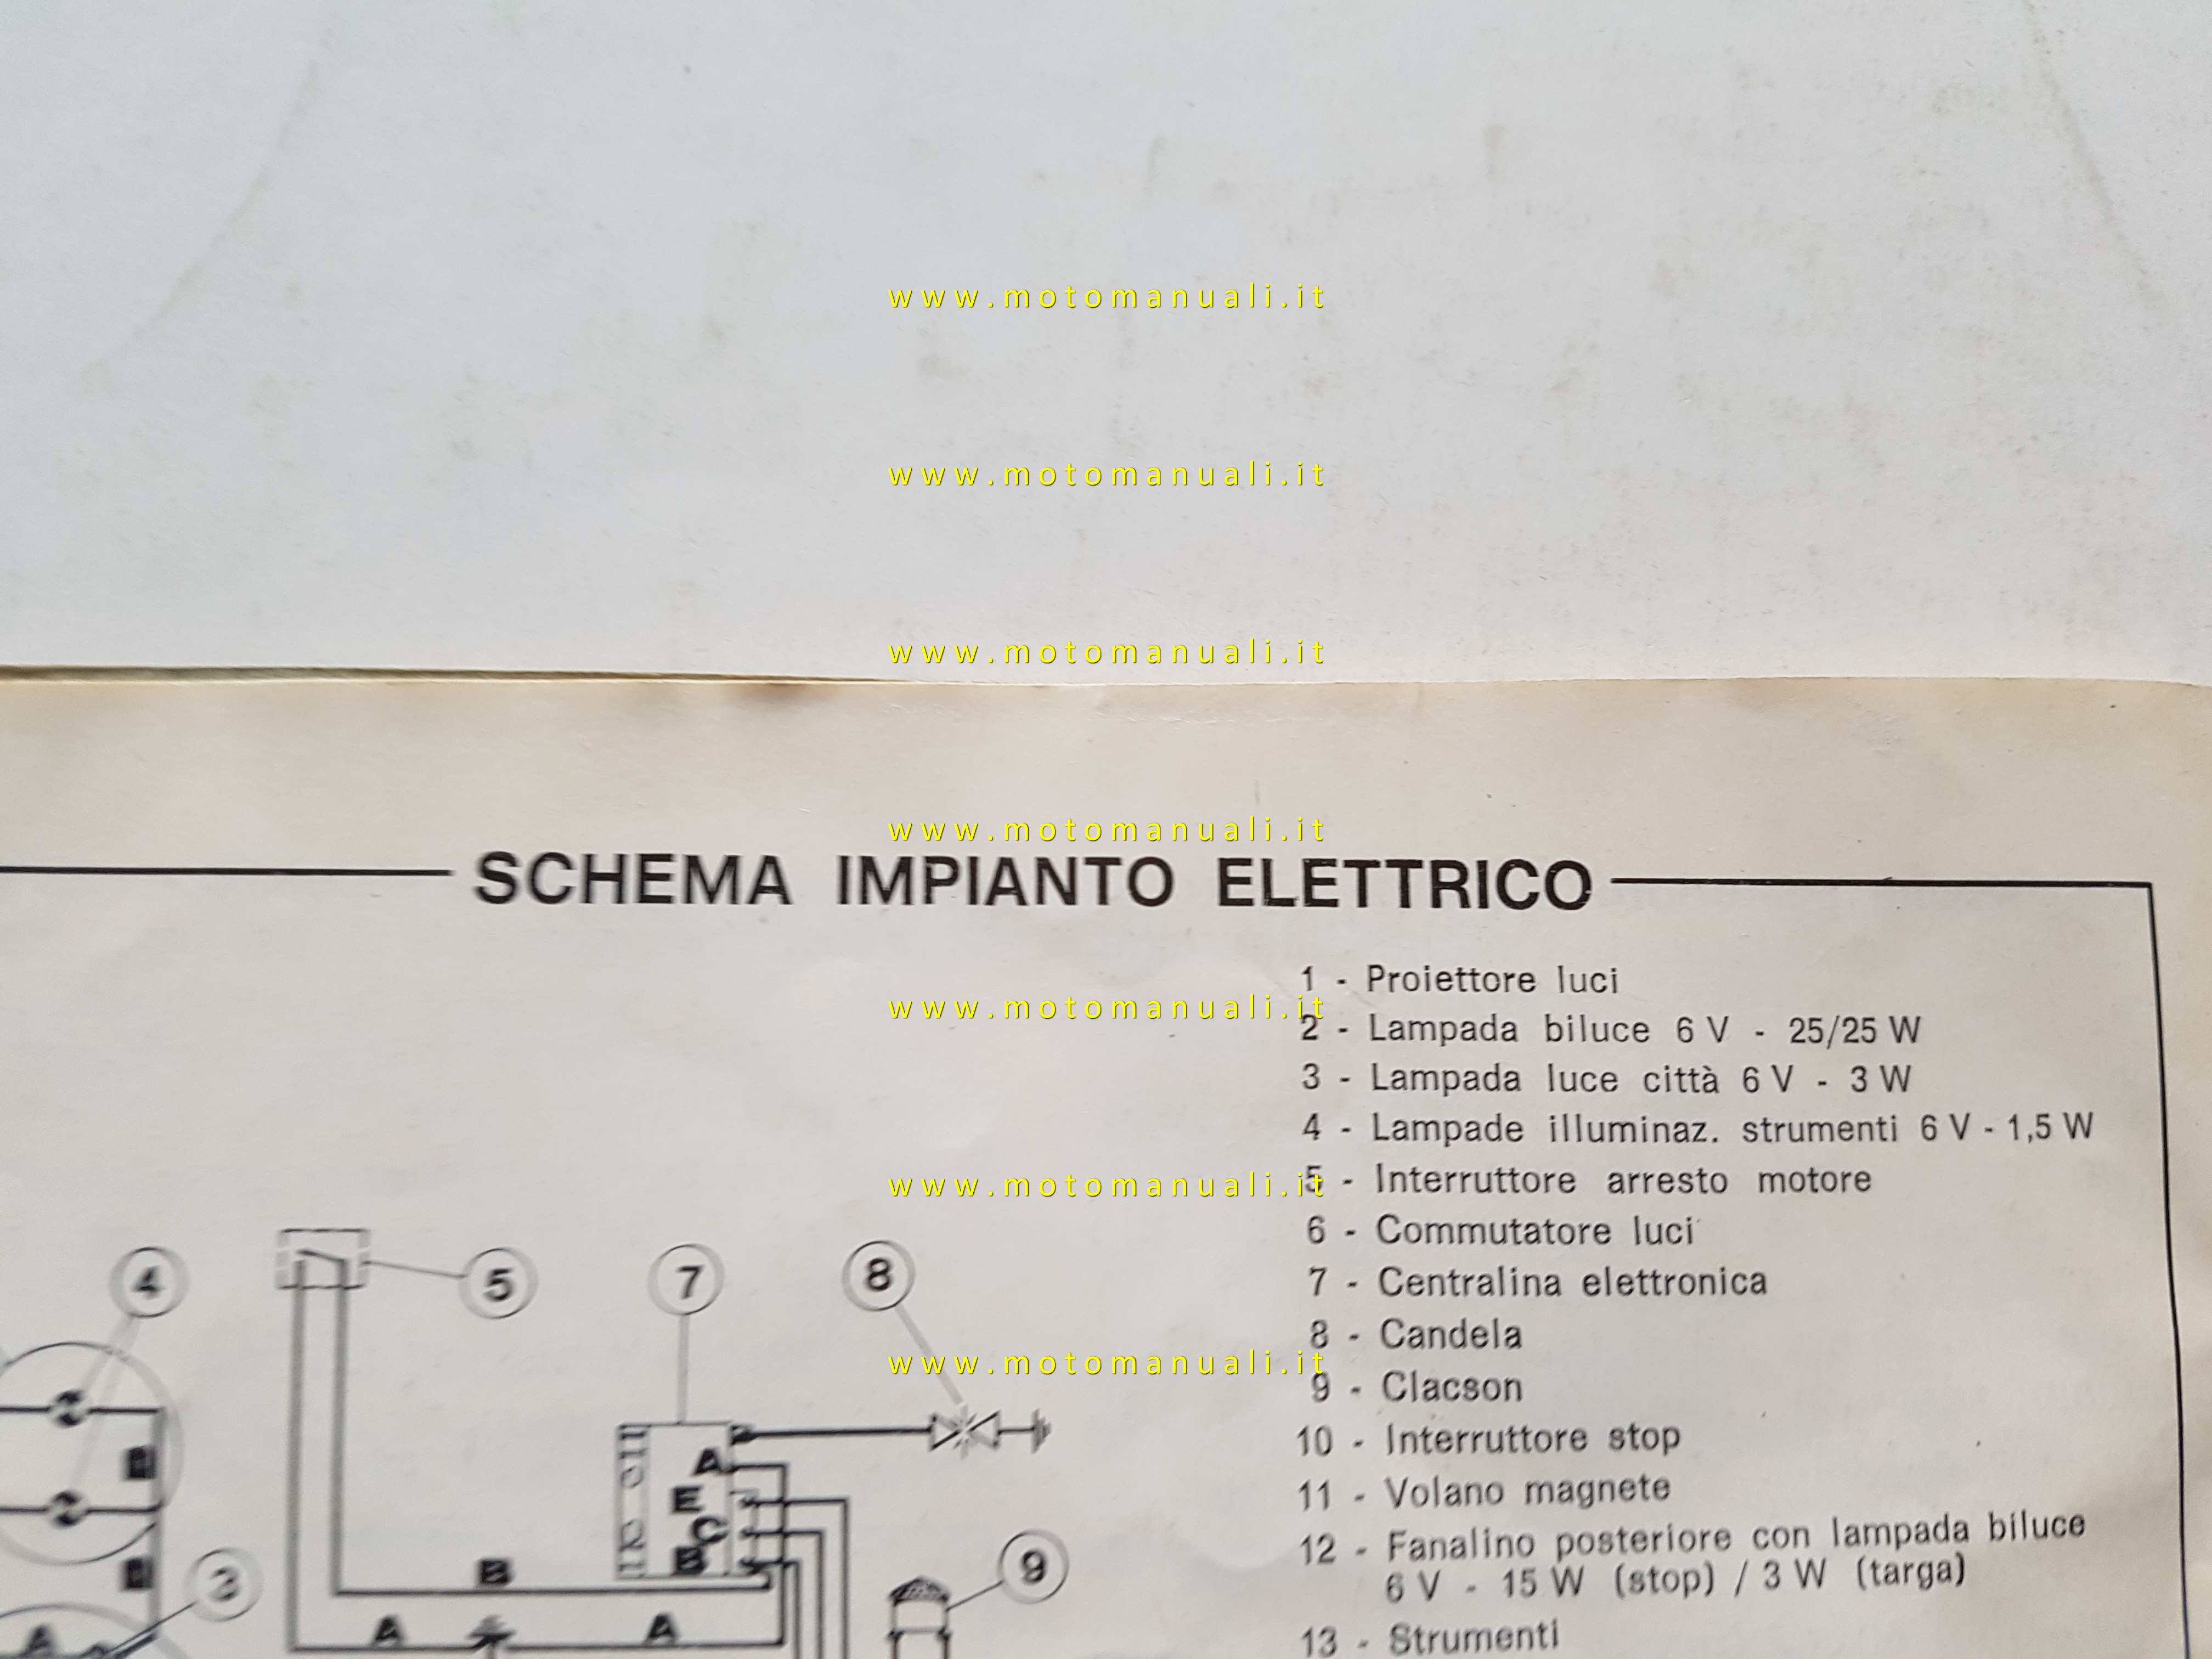 www.motomanuali.it
www.motomanuali.it
www.motomanuali.it
www.motomanuali.it
SCHEMA IMPIANTO ELETTRICO
www.motomanuali.it
www.motomanuali.it
www.motomanuali.it
1 - Proiettore luci
2 - Lampada biluce 6 V - 25/25 W
3 - Lampada luce città 6 V - 3 W
4 - Lampade illuminaz. strumenti 6 V - 1,5 W
5 - Interruttore arresto motore
6 - Commutatore luci
7 - Centralina elettronica
8 - Candela
9 - Clacson
10 - Interruttore stop
11 - Volano magnete
12 - Fanalino posteriore con lampada biluce
6 V - 15 W (stop) / 3 W (targa)
13 - Strumenti
4
5
7
8
A
E
C
B
B
B
B
3
9
A
A
A